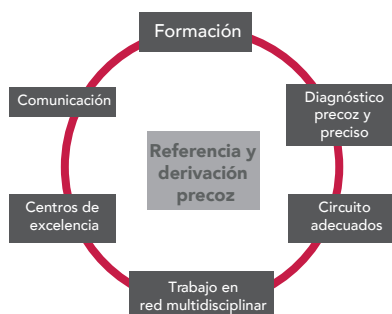 Formación
Comunicación
Diagnóstico
precoz y
preciso
Referencia y
derivación
precoz
Centros de
excelencia
Circuito
adecuados
Trabajo en
red multidisciplinar